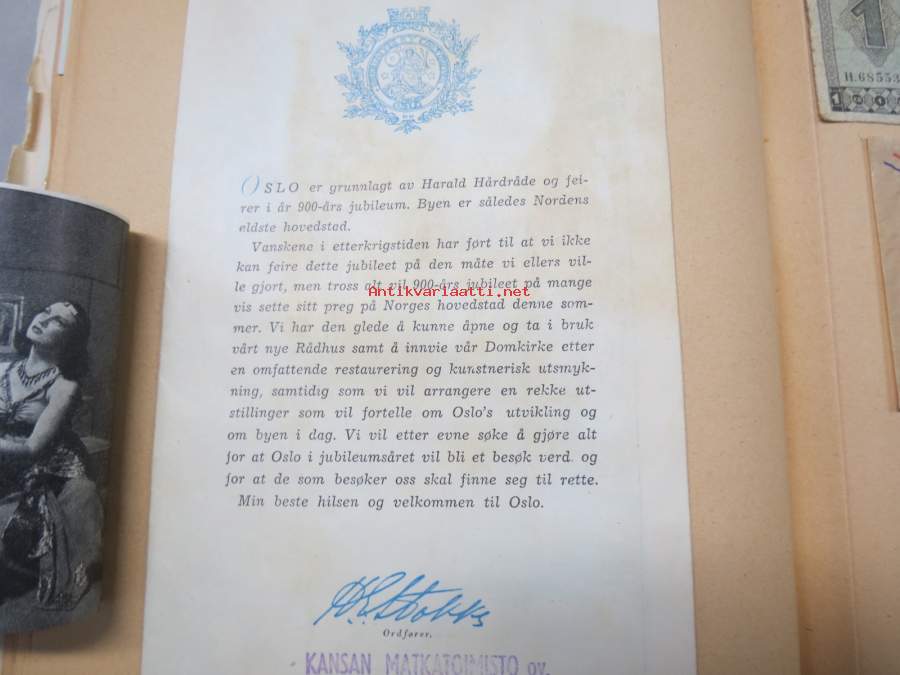 OSLO er grunnlagt av Harald Hårdråde og fei-
rer i år 900-års jubileum. Byen er således Nordens
eldste hovedstad.
Vanskene i etterkrigstiden har ført til at vi ikke
kan feire dette jubileet på den måte vi ellers vil-
le gjort, men tross alt vil 900-års jubileet på mange
vis sette sitt preg på Norges hovedstad denne som-
mer. Vi har den glede å kunne åpne og ta i bruk
vårt nye Rådhus samt å innvie vår Domkirke etter
en omfattende restaurering og kunstnerisk utsmyk-
ning, samtidig som vi vil arrangere en rekke ut-
stillinger som vil fortelle om Oslo's utvikling og
om byen i dag. Vi vil etter evne søke å gjøre alt
for at Oslo i jubileumsåret vil bli et besøk verd og
for at de som besøker oss skal finne seg til rette.
Min beste hilsen og velkommen til Oslo.
H.E. Stokke
Ordfører.
KANSAN MATKATOIMISTO oy.
Antikvariaatti.net
1
H.68553
1